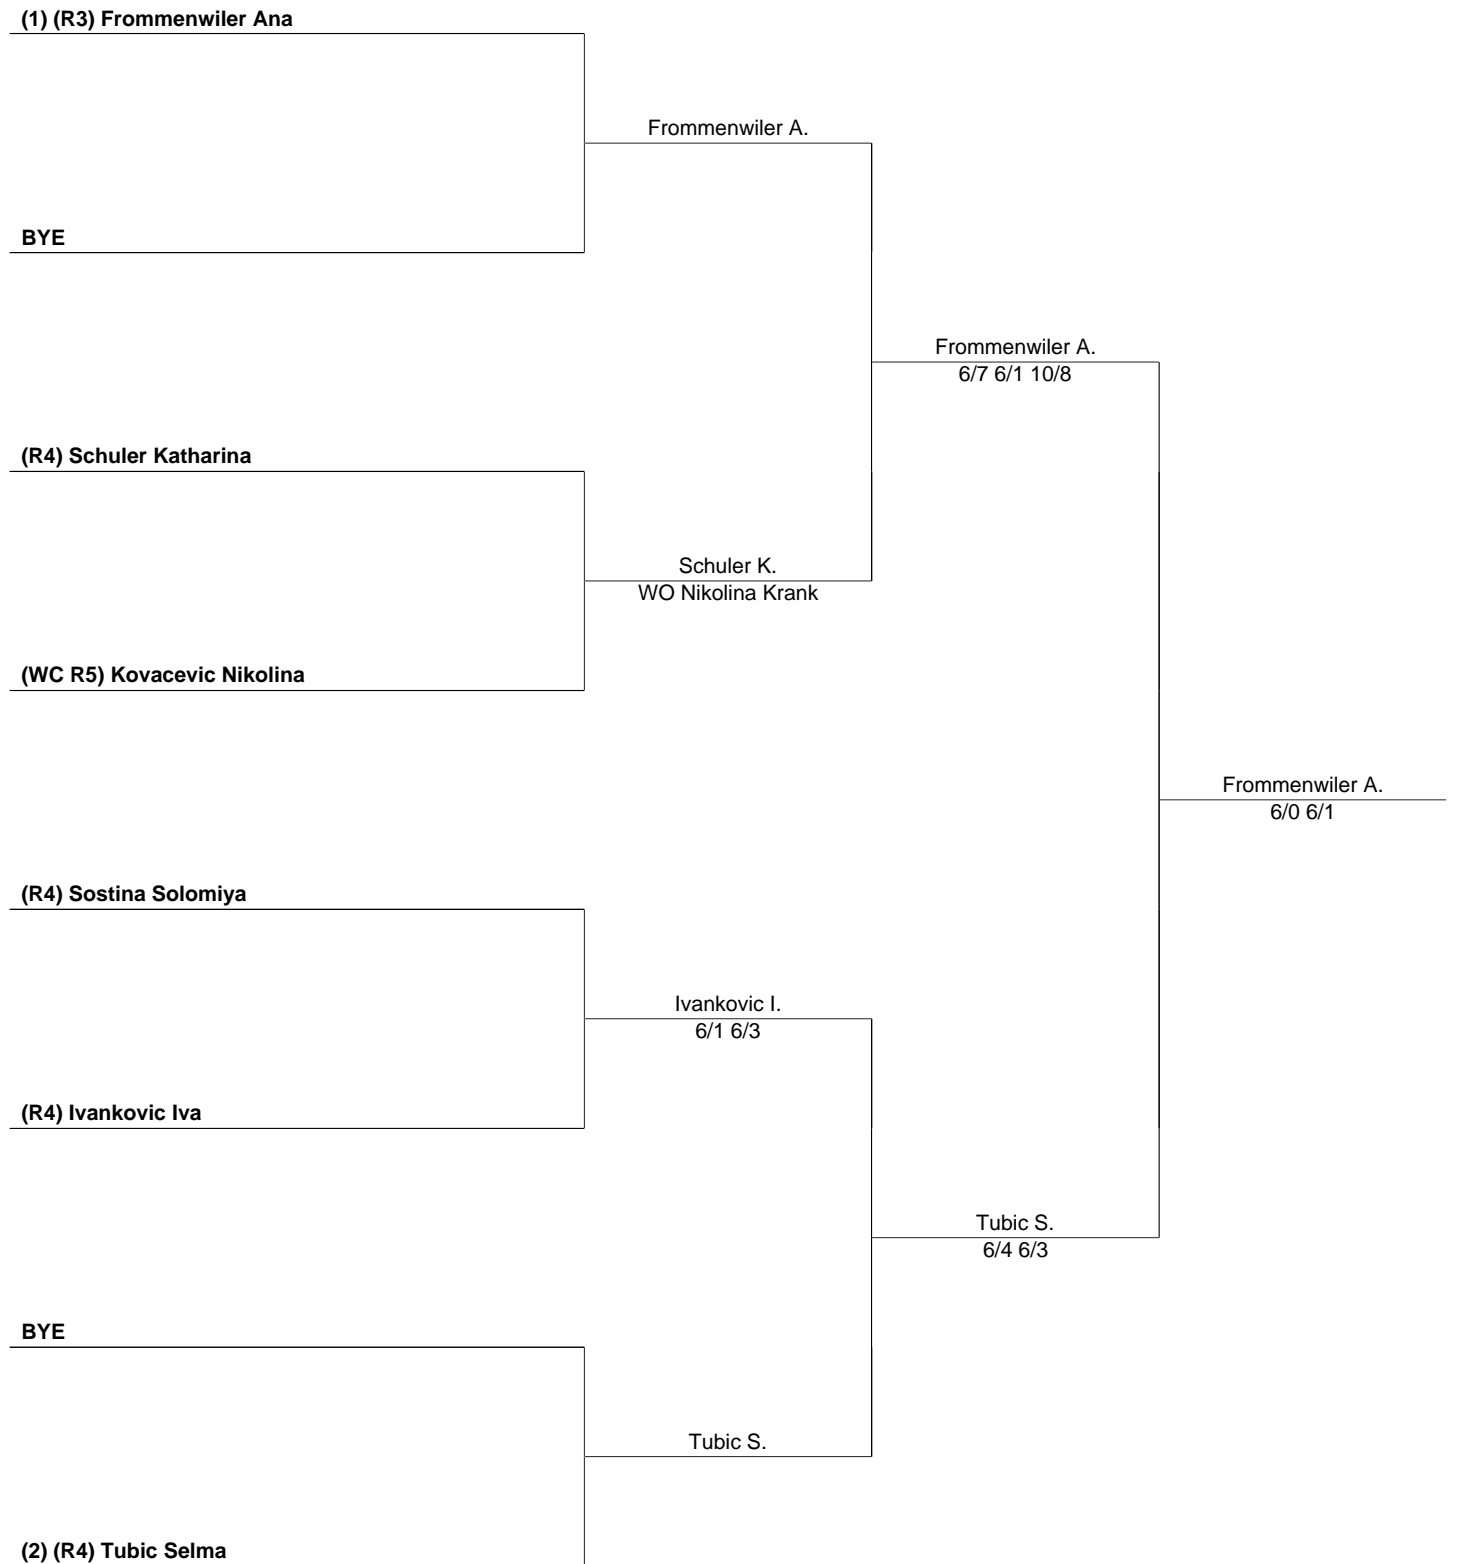 (1) (R3) Frommenwiler Ana
Frommenwiler A.
BYE
Frommenwiler A.
6/7 6/1 10/8
(R4) Schuler Katharina
Schuler K.
WO Nikolina Krank
(WC R5) Kovacevic Nikolina
Frommenwiler A.
6/0 6/1
(R4) Sostina Solomiya
Ivankovic I.
6/1 6/3
(R4) Ivankovic Iva
Tubic S.
6/4 6/3
BYE
Tubic S.
(2) (R4) Tubic Selma